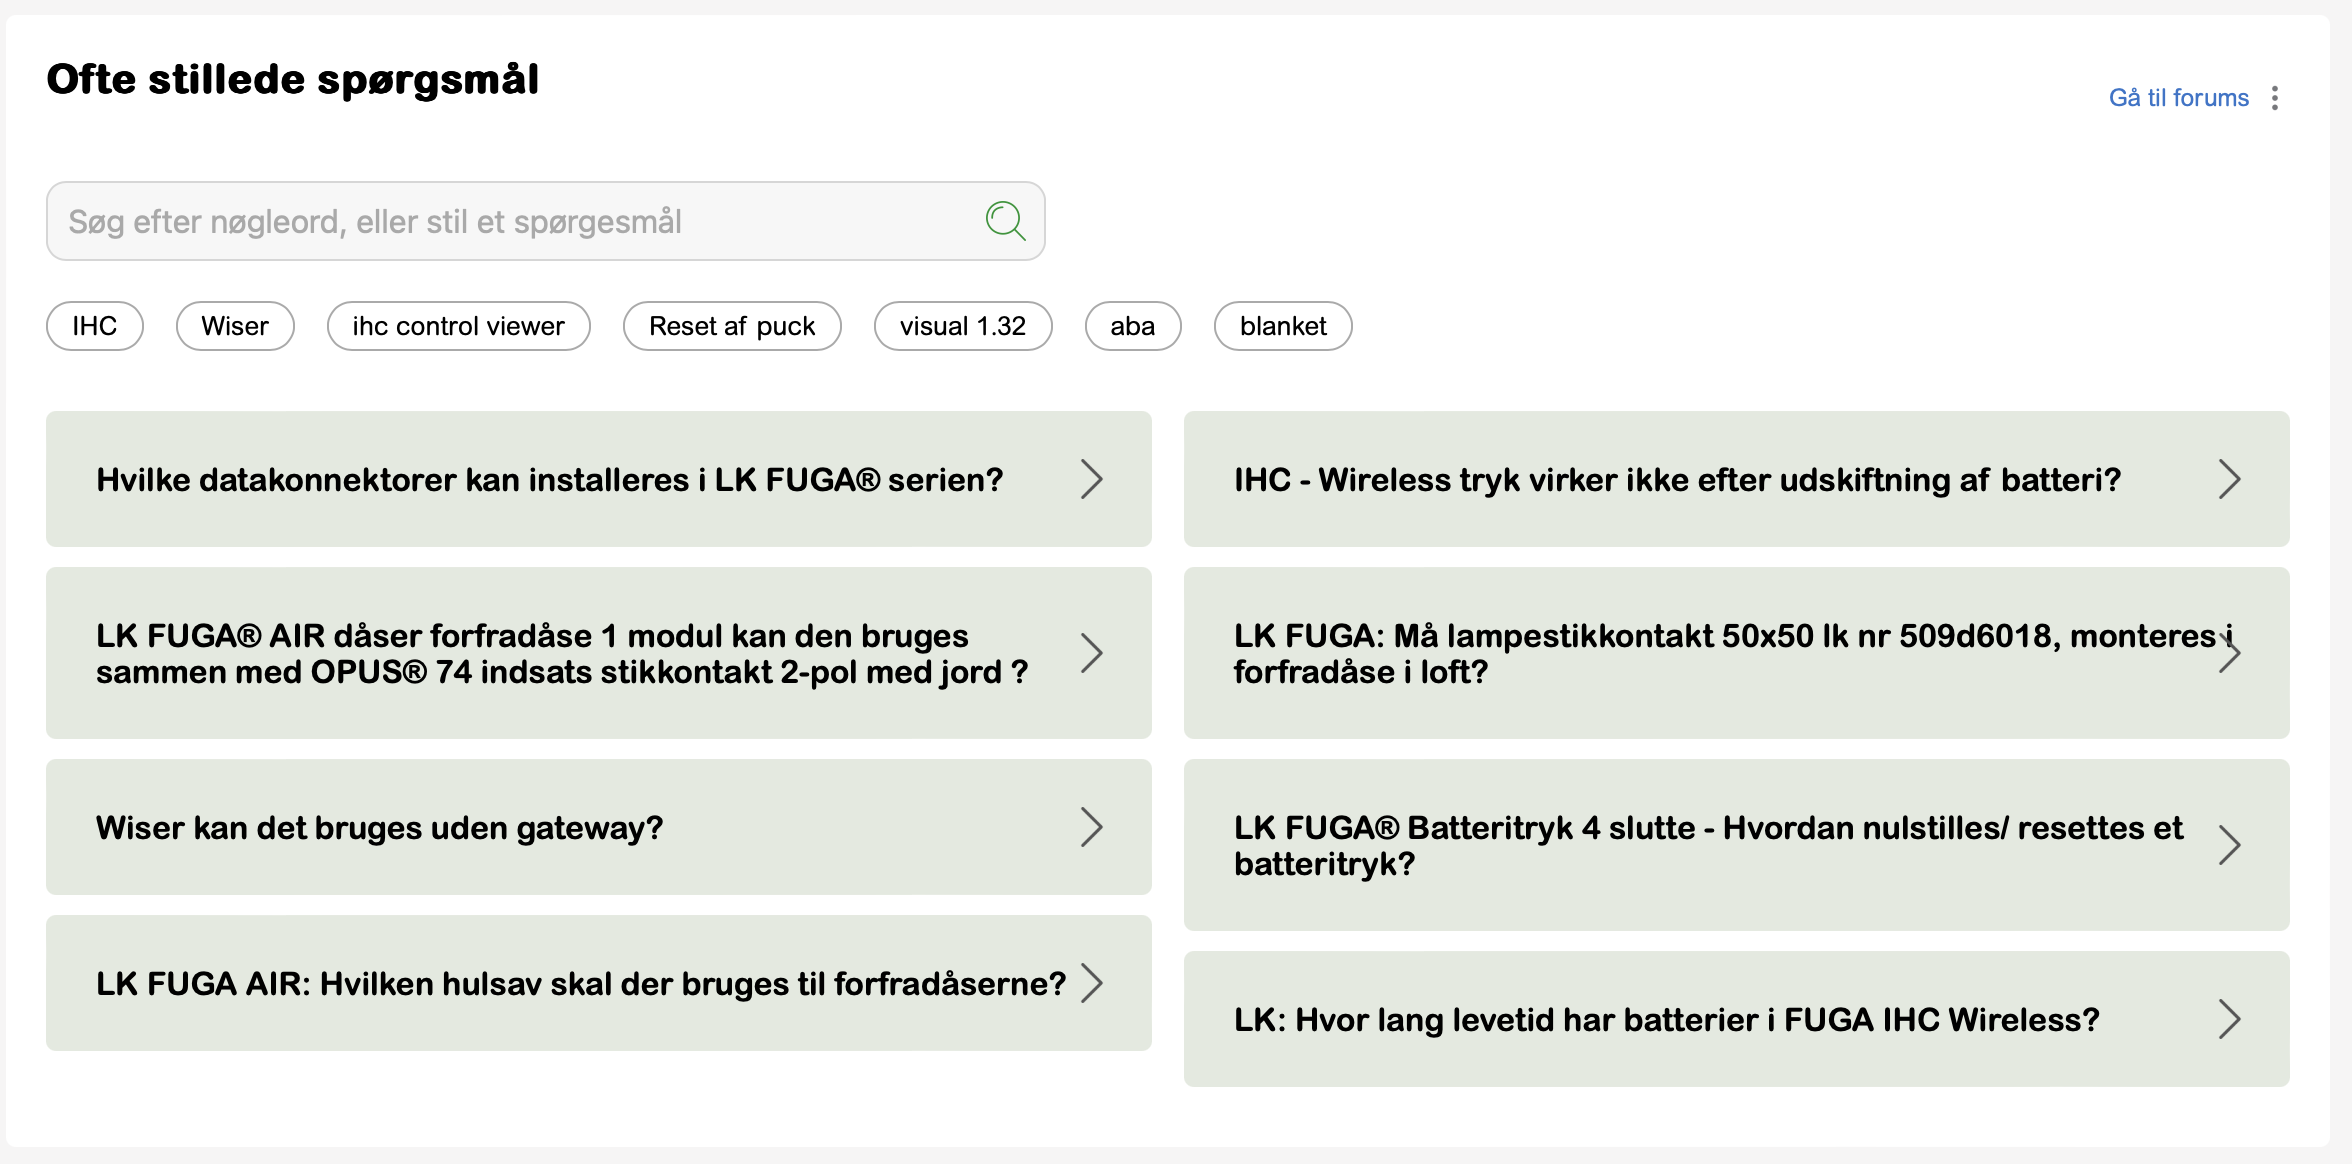 Ofte stillede spørgsmål
Gå til forums
Søg efter nøgleord, eller stil et spørgesmål
IHC
Wiser
ihc control viewer
Reset af puck
visual 1.32
aba
blanket
Hvilke datakonnektorer kan installeres i LK FUGA® serien?
IHC - Wireless tryk virker ikke efter udskiftning af batteri?
LK FUGA® AIR dåser forfradåse 1 modul kan den bruges
sammen med OPUS® 74 indsats stikkontakt 2-pol med jord ?
LK FUGA: Må lampestikkontakt 50x50 lk nr 509d6018, monteres i
forfradåse i loft?
Wiser kan det bruges uden gateway?
LK FUGA® Batteritryk 4 slutte - Hvordan nulstilles/ resettes et
batteritryk?
LK FUGA AIR: Hvilken hulsav skal der bruges til forfradåserne?
LK: Hvor lang levetid har batterier i FUGA IHC Wireless?